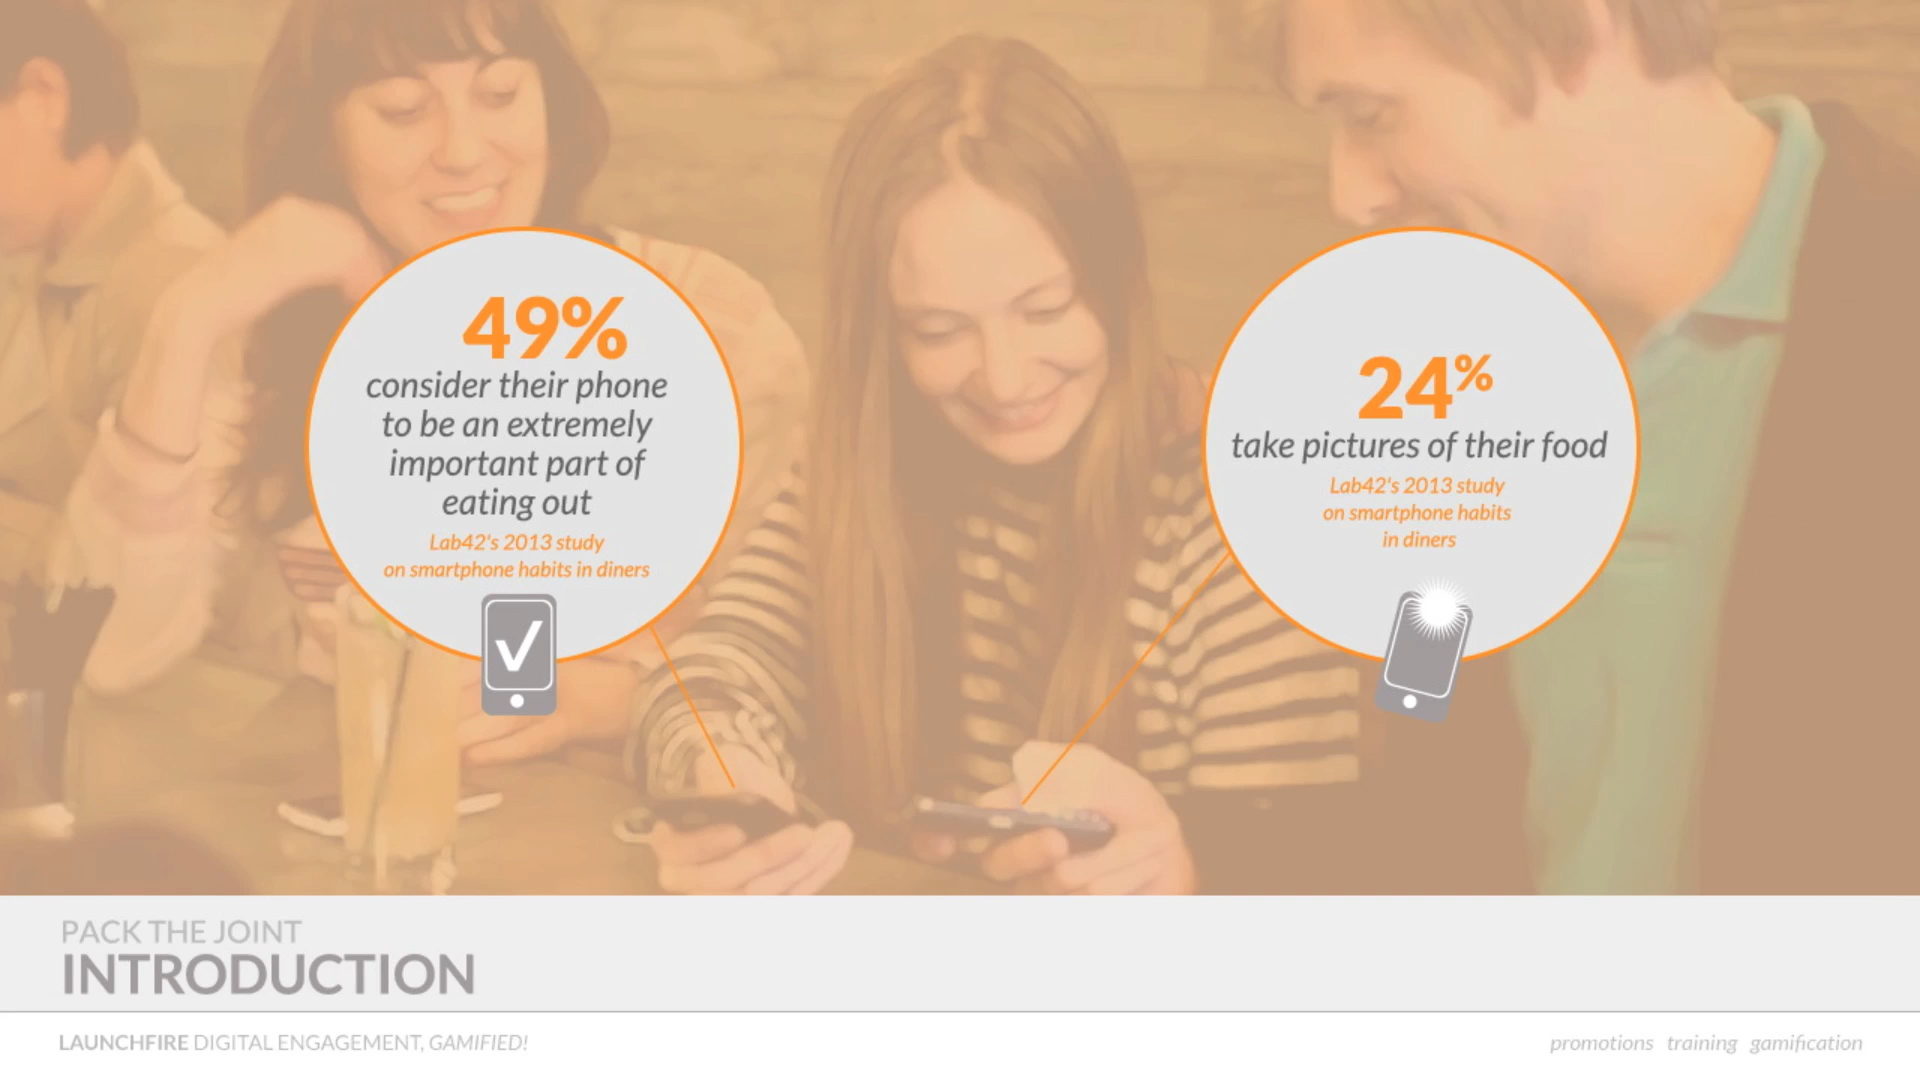 49%
consider their phone
to be an extremely
important part of
eating out
Lab42's 2013 study
on smartphone habits in diners
24%
take pictures of their food
Lab42's 2013 study
on smartphone habits
in diners
PACK THE JOINT
INTRODUCTION
LAUNCHFIRE DIGITAL ENGAGEMENT, GAMIFIED!
promotions training gamification